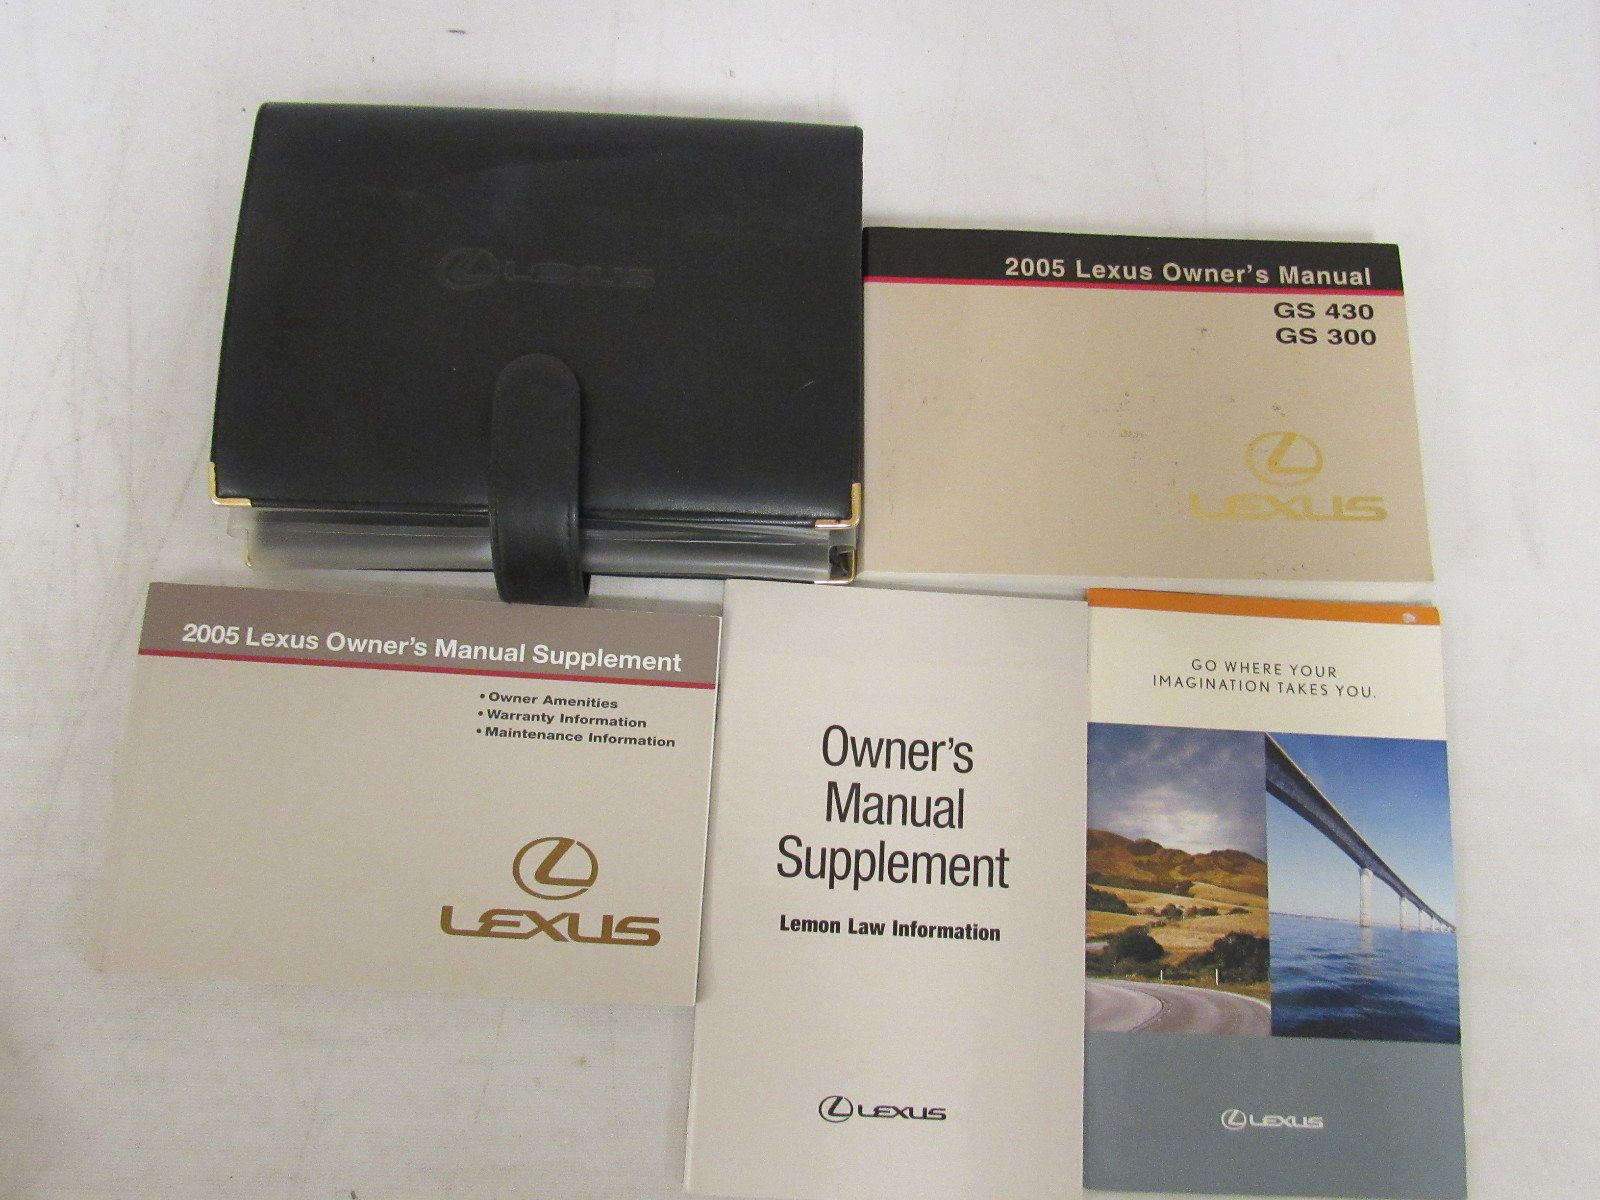 LEXUS
2005 Lexus Owner's Manual
GS 430
GS 300
LEXUS
2005 Lexus Owner's Manual Supplement
• Owner Amenities
• Warranty Information
• Maintenance Information
LEXUS
Owner's
Manual
Supplement
Lemon Law Information
LEXUS
GO WHERE YOUR
IMAGINATION TAKES YOU.
LEXUS